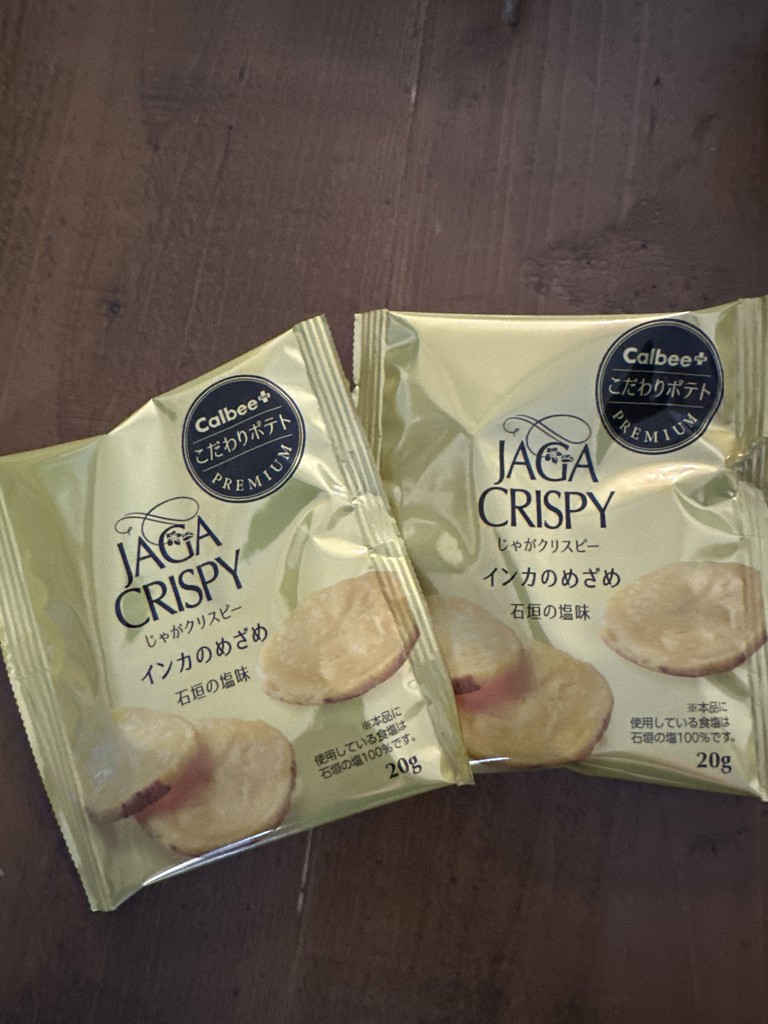 Calbee+
こだわりポテト
PREMIUM
JAGA
CRISPY
じゃがクリスピー
インカのめざめ
石垣の塩味
※本品に
使用している食塩は
石垣の塩100%です。
20g
Calbee+
こだわりポテト
PREMIUM
JAGA
CRISPY
じゃがクリスピー
インカのめざめ
石垣の塩味
※本品に
使用している食塩は
石垣の塩100%です。
20g